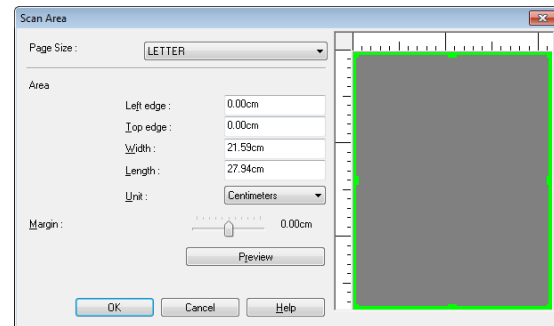 Scan Area
Page Size :
LETTER
Area
Left edge :
0.00cm
Top edge :
0.00cm
Width :
21.59cm
Length :
27.94cm
Unit :
Centimeters
Margin :
0.00cm
Preview
OK
Cancel
Help